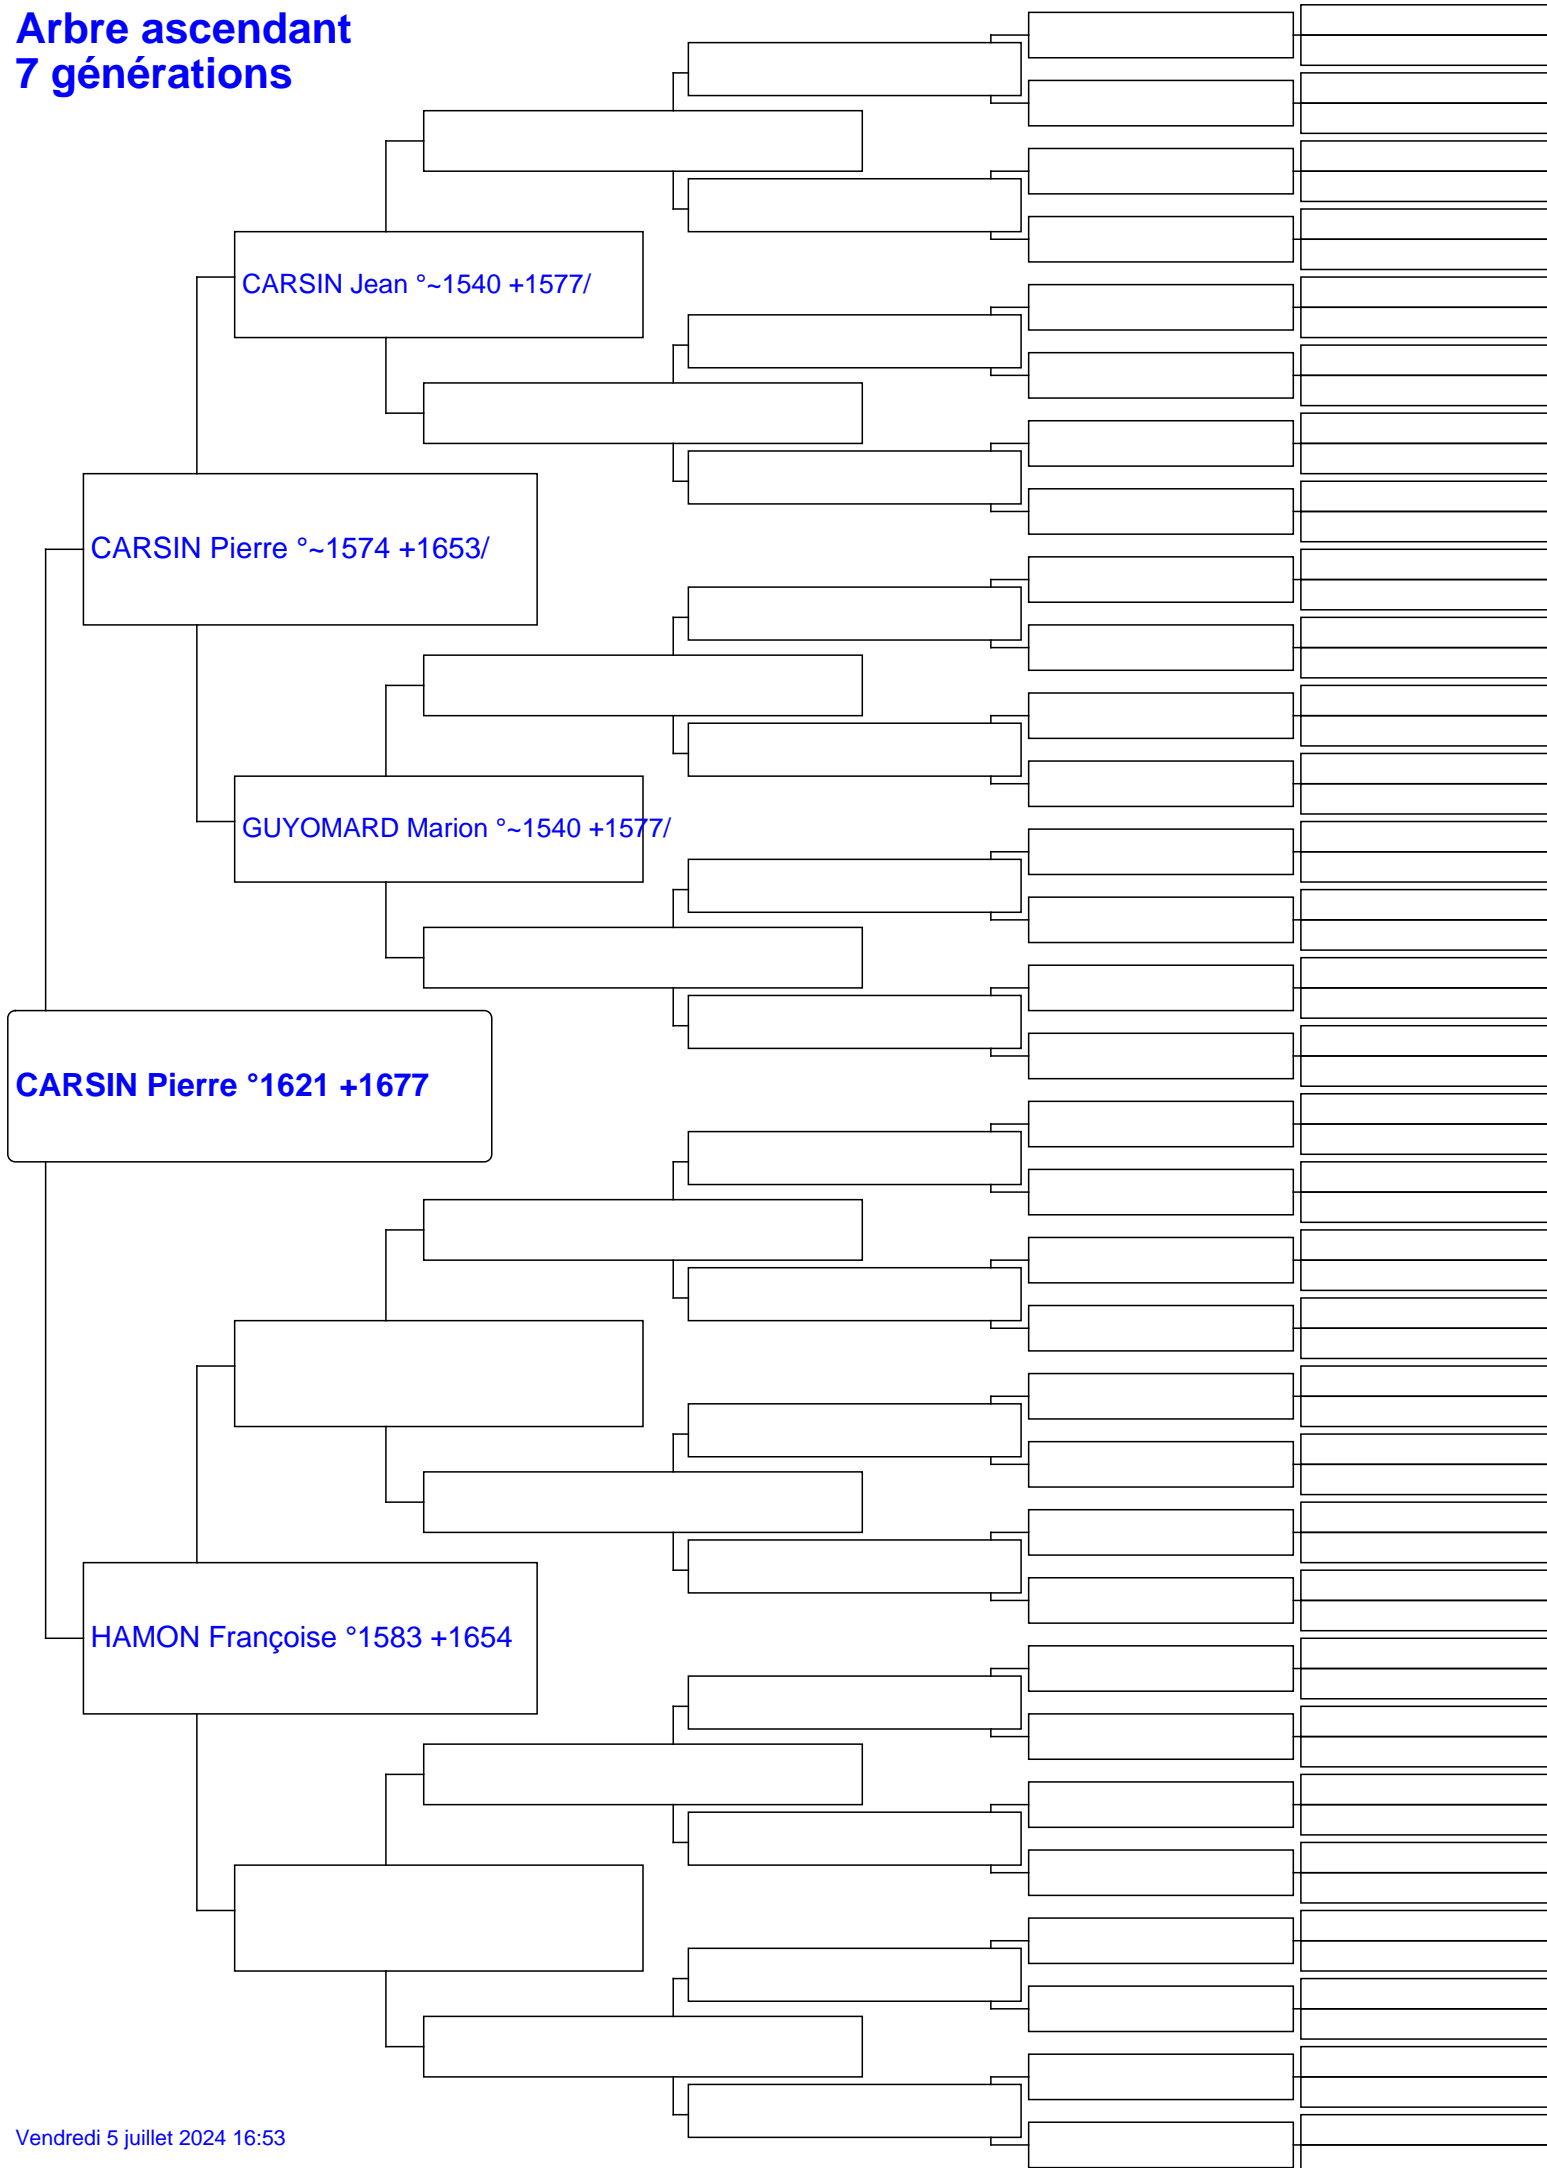 Arbre ascendant
7 générations
CARSIN Jean °~1540 +1577/
CARSIN Pierre °~1574 +1653/
GUYOMARD Marion °~1540 +1577/
CARSIN Pierre °1621 +1677
HAMON Françoise °1583 +1654
Vendredi 5 juillet 2024 16:53